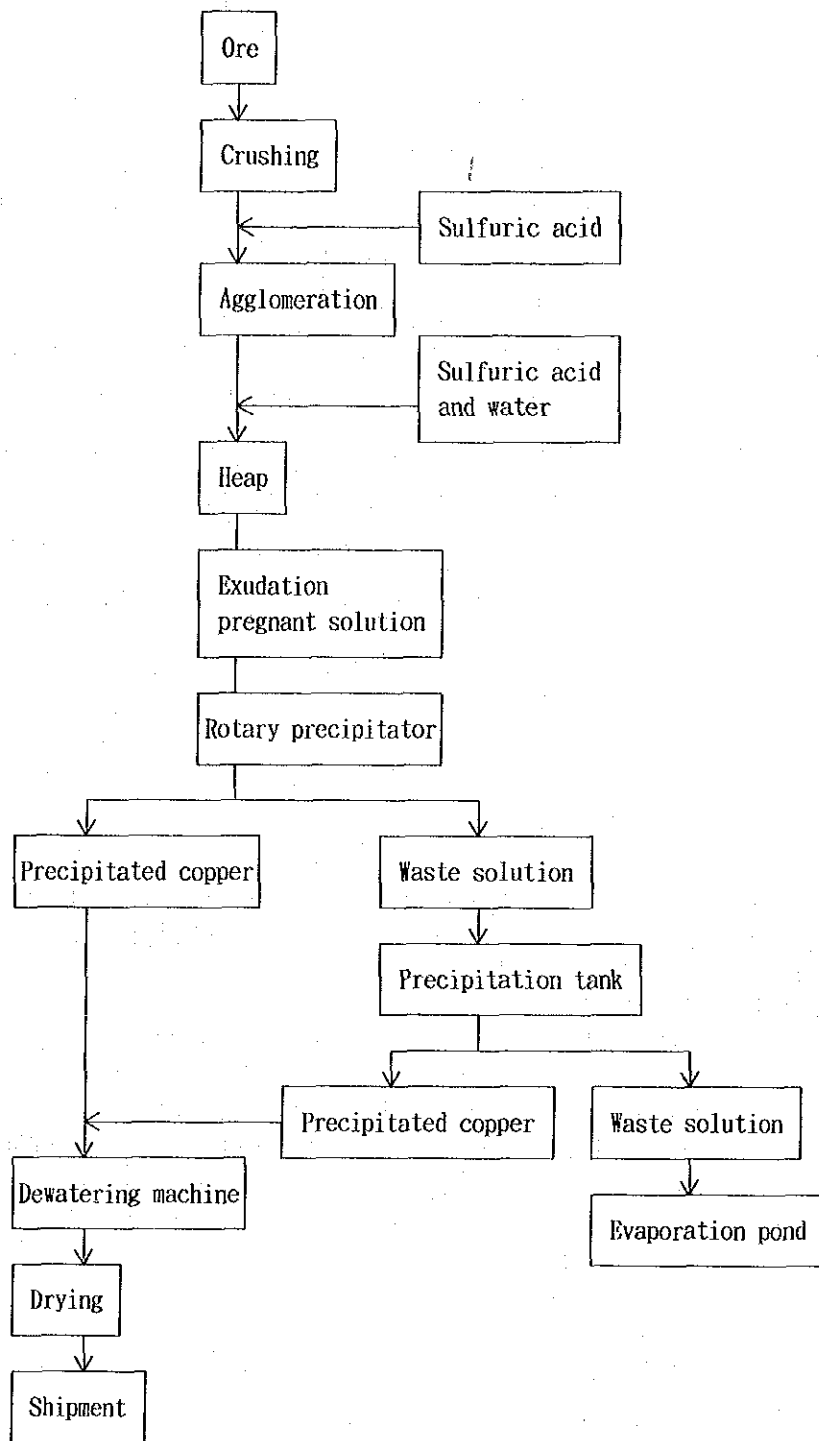 Ore
Crushing
Sulfuric acid
Agglomeration
Sulfuric acid
and water
Heap
Exudation
pregnant solution
Rotary precipitator
Precipitated copper
Waste solution
Precipitation tank
Precipitated copper
Waste solution
Dewatering machine
Evaporation pond
Drying
Shipment